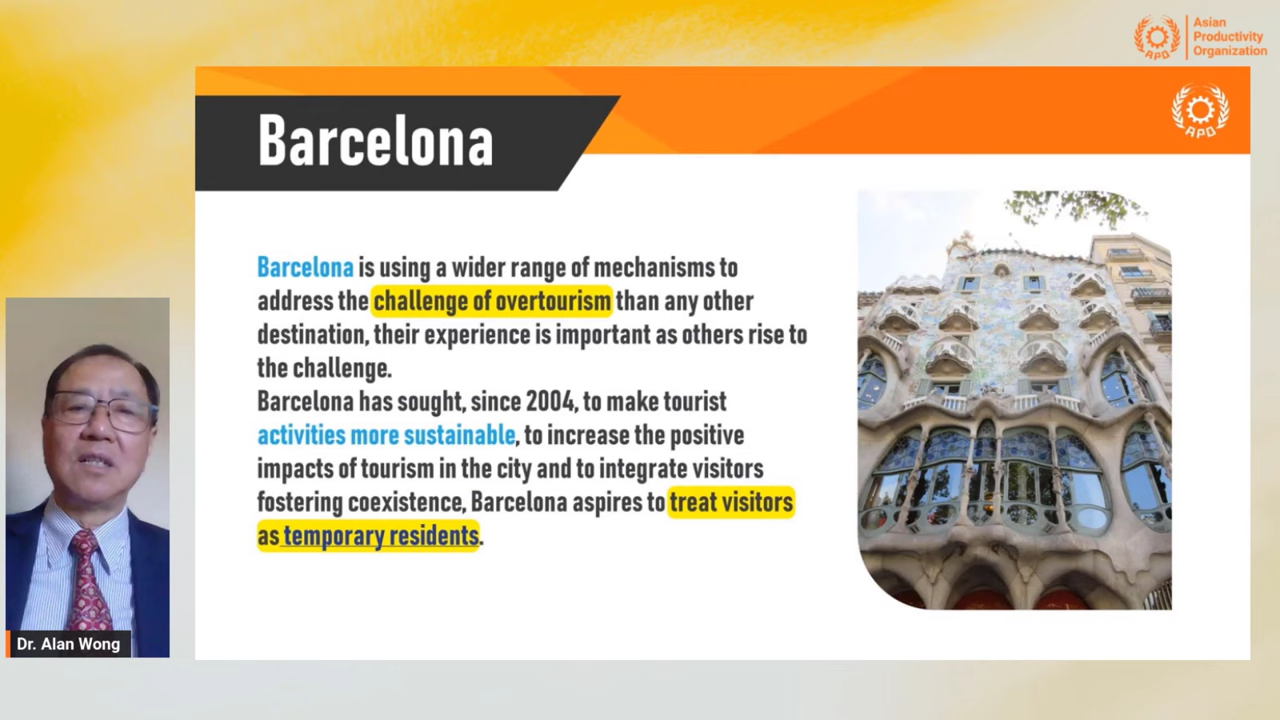 Asian
Productivity
Organization
APO
Barcelona
APO
Barcelona is using a wider range of mechanisms to
address the challenge of overtourism than any other
destination, their experience is important as others rise to
the challenge.
Barcelona has sought, since 2004, to make tourist
activities more sustainable, to increase the positive
impacts of tourism in the city and to integrate visitors
fostering coexistence, Barcelona aspires to treat visitors
as temporary residents.
Dr. Alan Wong